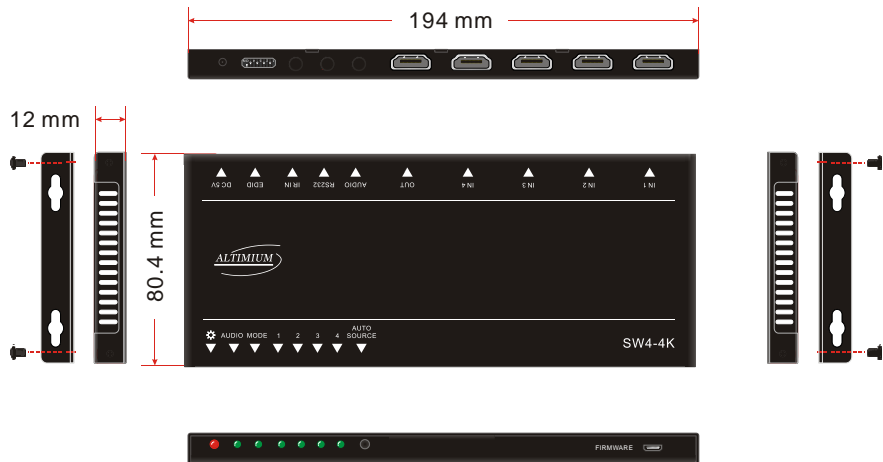 194 mm
12 mm
80.4 mm
DC 5V EDID IR IN RS232 AUDIO OUT IN 4 IN 3 IN 2 IN 1
ALTIMIUM
AUDIO MODE 1 2 3 4 AUTO SOURCE
SW4-4K
FIRMWARE